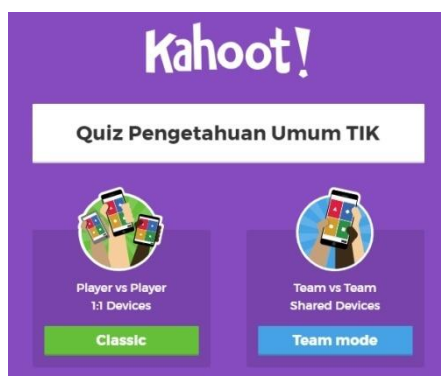 Kahoot!
Quiz Pengetahuan Umum TIK
Player vs Player
1:1 Devices
Classic
Team vs Team
Shared Devices
Team mode